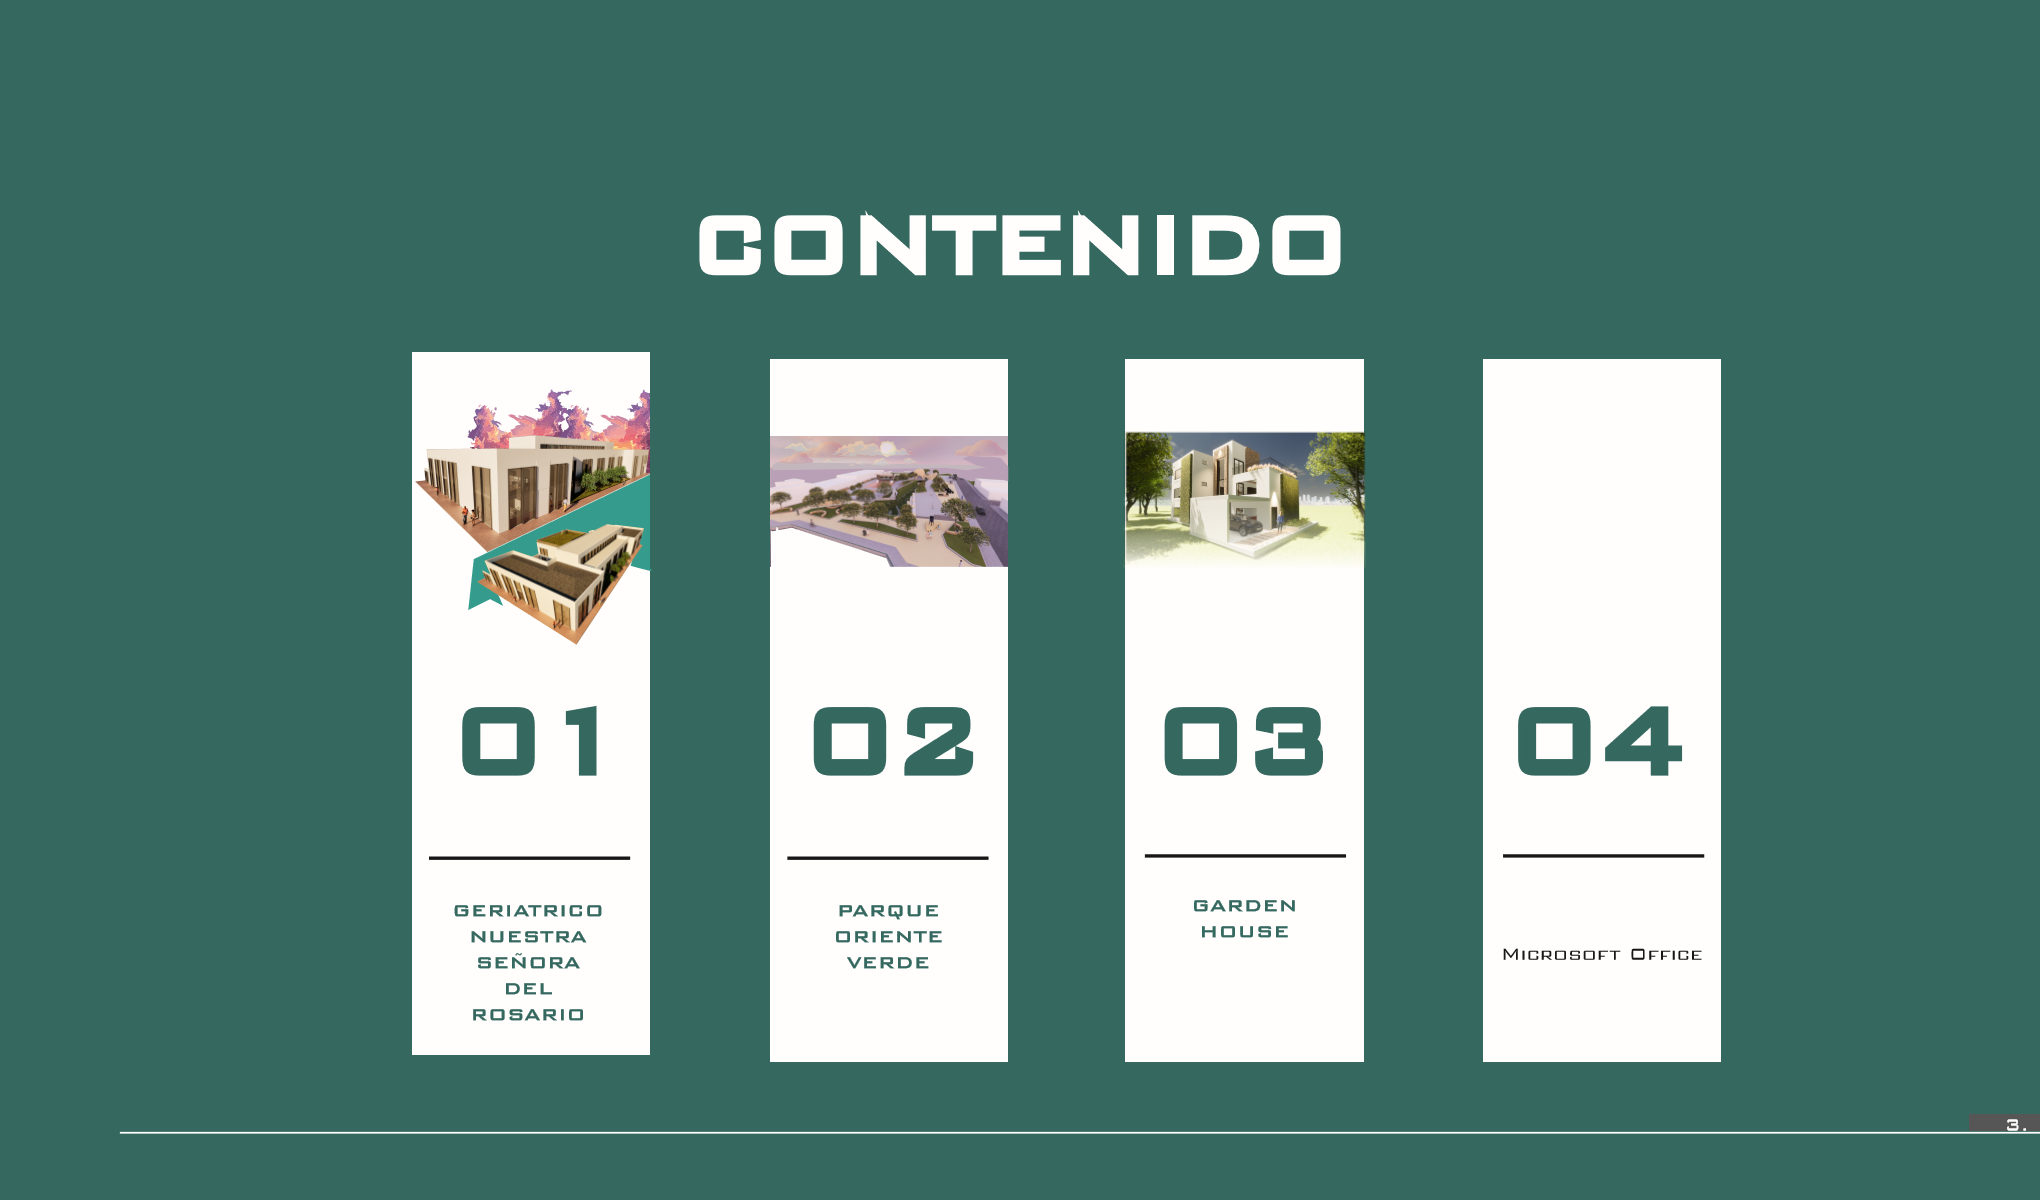 CONTENIDO
01
GERIATRICO
NUESTRA
SEÑORA
DEL
ROSARIO
02
PARQUE
ORIENTE
VERDE
03
GARDEN
HOUSE
04
Microsoft Office
3.